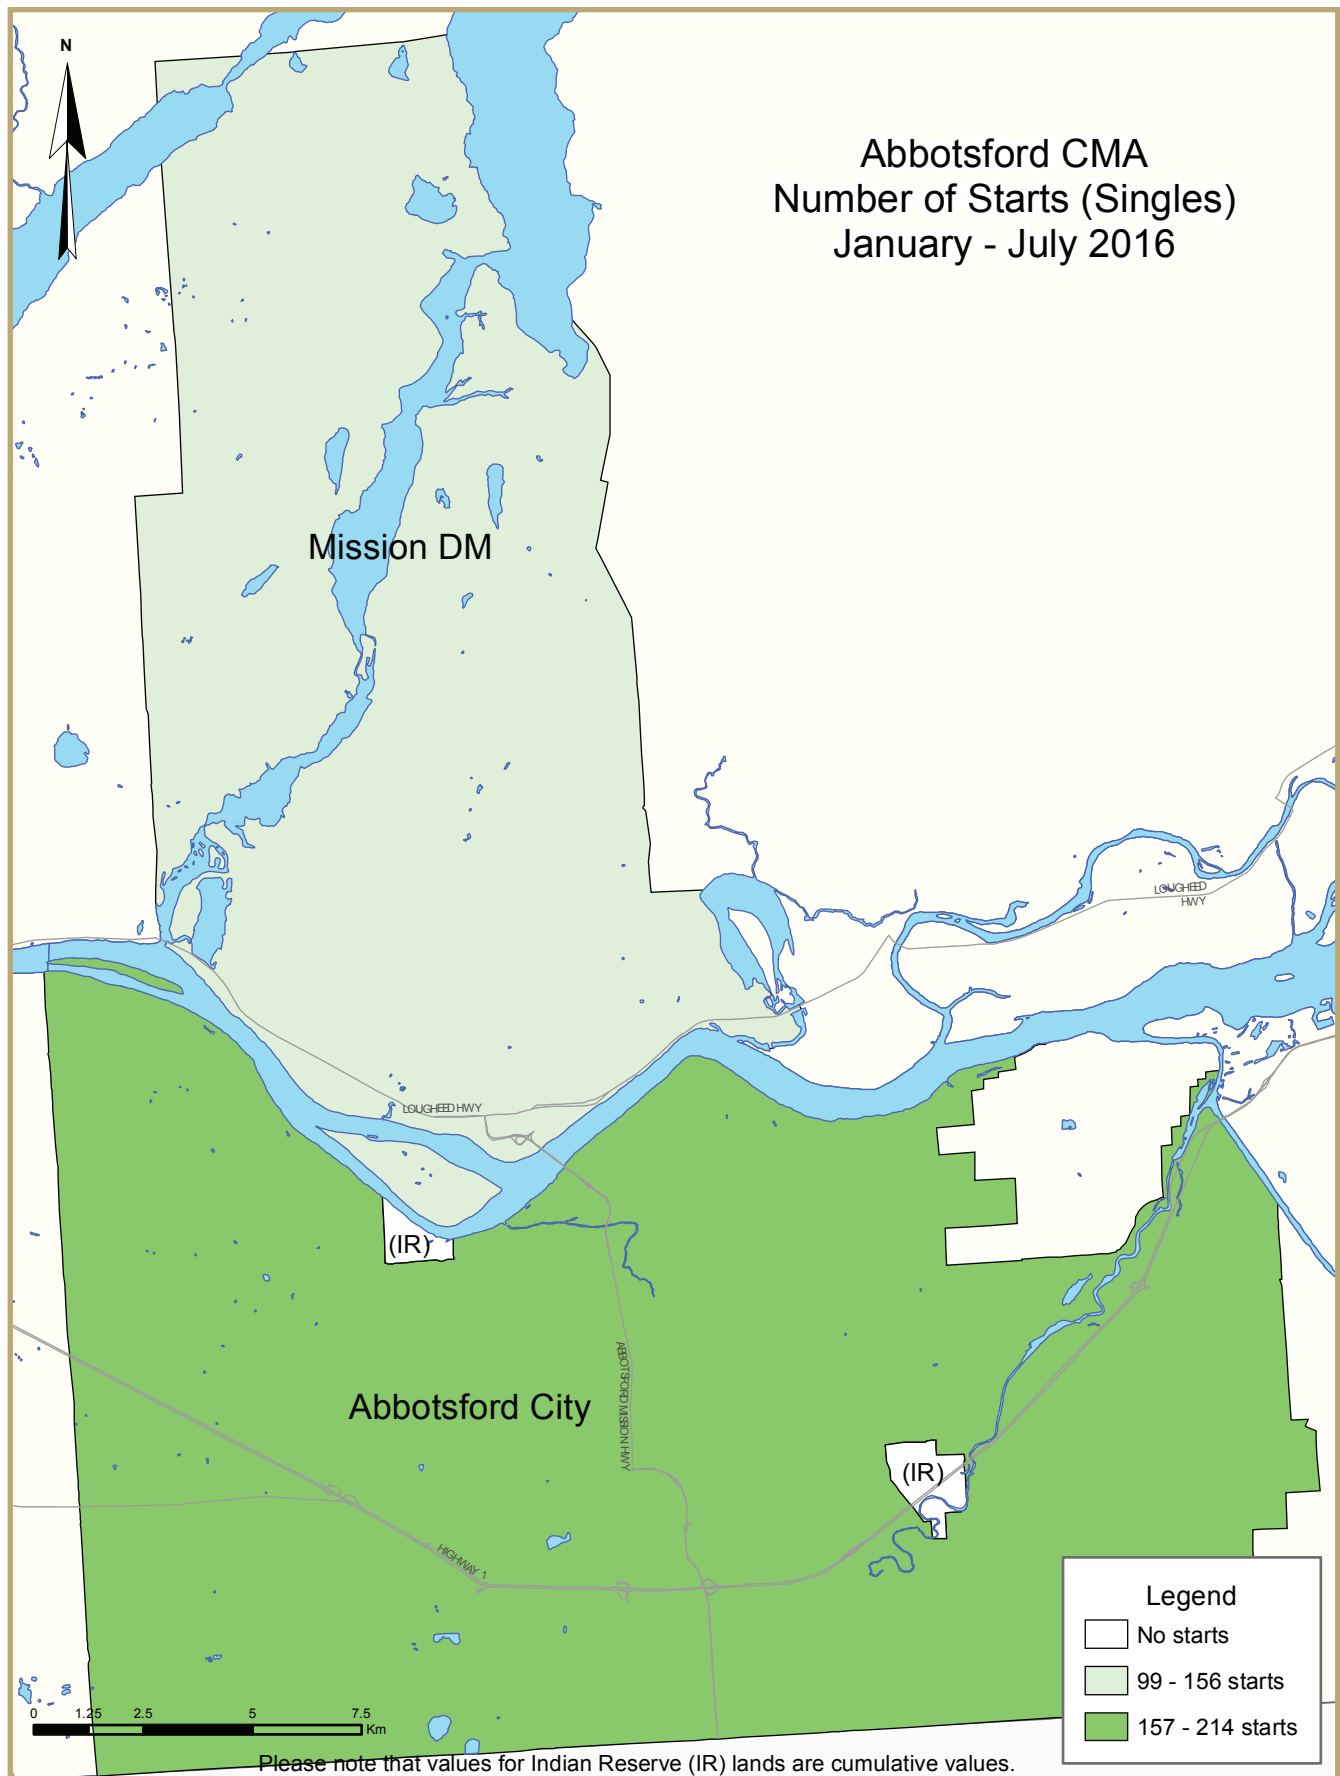 N
Abbotsford CMA
Number of Starts (Singles)
January - July 2016
Mission DM
LOUGHEED
HWY
LOUGHEED HWY
(IR)
ABBOTSFORD MISSION HWY
Abbotsford City
(IR)
HIGHWAY 1
Legend
No starts
99 - 156 starts
157 - 214 starts
0 1.25 2.5 5 7.5
Km
Please note that values for Indian Reserve (IR) lands are cumulative values.